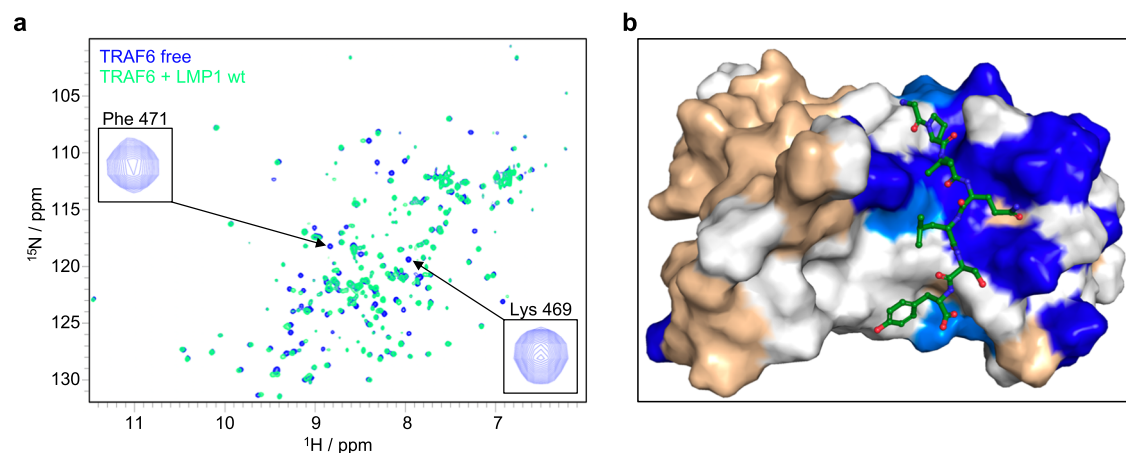 a
b
TRAF6 free
TRAF6 + LMP1 wt
105
110
115
120
125
130
15N / ppm
Phe 471
Lys 469
11
10
9
8
7
1H / ppm